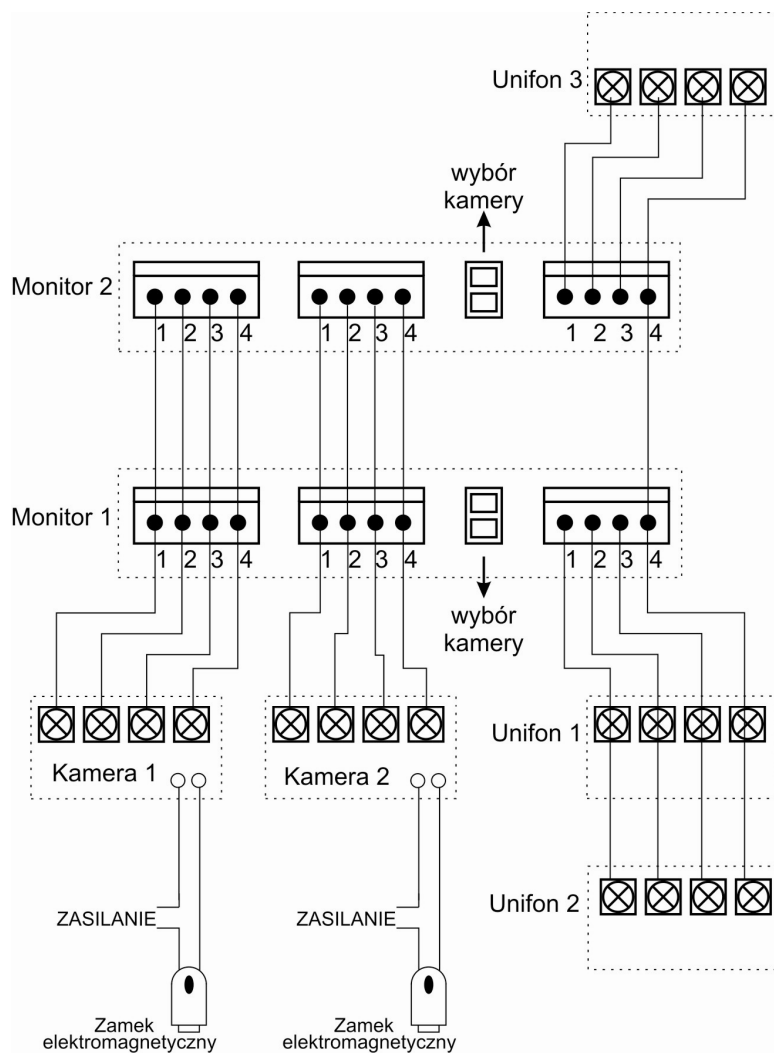 Unifon 3
wybór
kamery
Monitor 2
1 2 3 4
1 2 3 4
1 2 3 4
Monitor 1
1 2 3 4
1 2 3 4
1 2 3 4
wybór
kamery
Unifon 1
Kamera 1
Kamera 2
Unifon 2
ZASILANIE
ZASILANIE
Zamek
elektromagnetyczny
Zamek
elektromagnetyczny